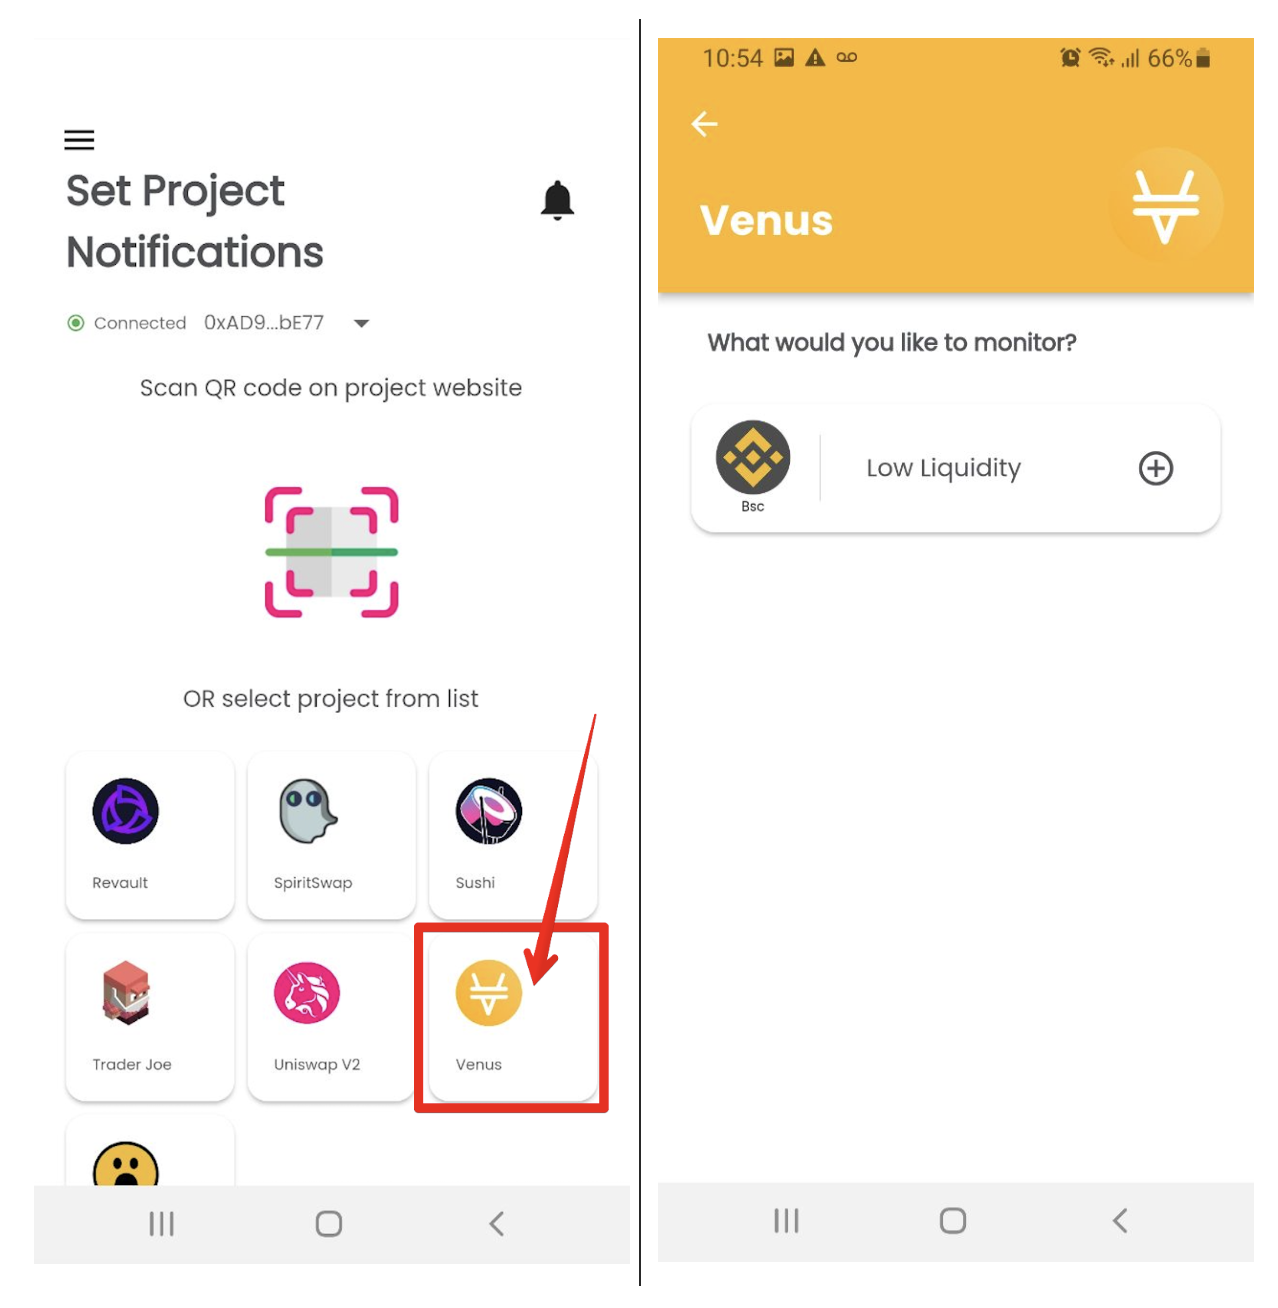 Set Project
Notifications
Connected 0xAD9...bE77
Scan QR code on project website
OR select project from list
Revault
SpiritSwap
Sushi
Trader Joe
Uniswap V2
Venus
10:54
66%
Venus
What would you like to monitor?
Bsc
Low Liquidity